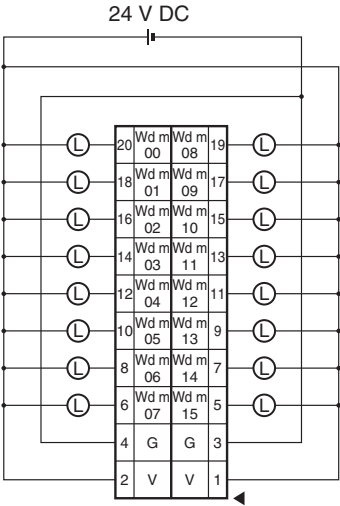 24 V DC
L 20 Wd m 00 Wd m 08 19 L
L 18 Wd m 01 Wd m 09 17 L
L 16 Wd m 02 Wd m 10 15 L
L 14 Wd m 03 Wd m 11 13 L
L 12 Wd m 04 Wd m 12 11 L
L 10 Wd m 05 Wd m 13 9 L
L 8 Wd m 06 Wd m 14 7 L
L 6 Wd m 07 Wd m 15 5 L
4 G G 3
2 V V 1